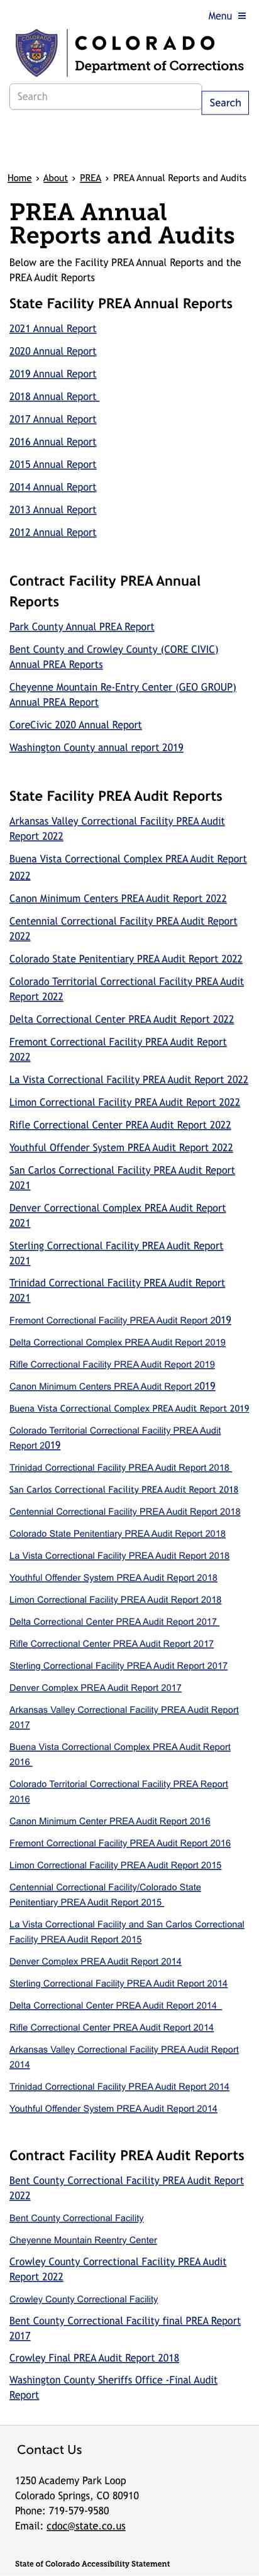 Menu ≡
COLORADO
Department of Corrections
Search
Search
Home › About › PREA › PREA Annual Reports and Audits
PREA Annual
Reports and Audits
Below are the Facility PREA Annual Reports and the
PREA Audit Reports
State Facility PREA Annual Reports
2021 Annual Report
2020 Annual Report
2019 Annual Report
2018 Annual Report
2017 Annual Report
2016 Annual Report
2015 Annual Report
2014 Annual Report
2013 Annual Report
2012 Annual Report
Contract Facility PREA Annual
Reports
Park County Annual PREA Report
Bent County and Crowley County (CORE CIVIC)
Annual PREA Reports
Cheyenne Mountain Re-Entry Center (GEO GROUP)
Annual PREA Report
CoreCivic 2020 Annual Report
Washington County annual report 2019
State Facility PREA Audit Reports
Arkansas Valley Correctional Facility PREA Audit
Report 2022
Buena Vista Correctional Complex PREA Audit Report
2022
Canon Minimum Centers PREA Audit Report 2022
Centennial Correctional Facility PREA Audit Report
2022
Colorado State Penitentiary PREA Audit Report 2022
Colorado Territorial Correctional Facility PREA Audit
Report 2022
Delta Correctional Center PREA Audit Report 2022
Fremont Correctional Facility PREA Audit Report
2022
La Vista Correctional Facility PREA Audit Report 2022
Limon Correctional Facility PREA Audit Report 2022
Rifle Correctional Center PREA Audit Report 2022
Youthful Offender System PREA Audit Report 2022
San Carlos Correctional Facility PREA Audit Report
2021
Denver Correctional Complex PREA Audit Report
2021
Sterling Correctional Facility PREA Audit Report
2021
Trinidad Correctional Facility PREA Audit Report
2021
Fremont Correctional Facility PREA Audit Report 2019
Delta Correctional Complex PREA Audit Report 2019
Rifle Correctional Facility PREA Audit Report 2019
Canon Minimum Centers PREA Audit Report 2019
Buena Vista Correctional Complex PREA Audit Report 2019
Colorado Territorial Correctional Facility PREA Audit
Report 2019
Trinidad Correctional Facility PREA Audit Report 2018
San Carlos Correctional Facility PREA Audit Report 2018
Centennial Correctional Facility PREA Audit Report 2018
Colorado State Penitentiary PREA Audit Report 2018
La Vista Correctional Facility PREA Audit Report 2018
Youthful Offender System PREA Audit Report 2018
Limon Correctional Facility PREA Audit Report 2018
Delta Correctional Center PREA Audit Report 2017
Rifle Correctional Center PREA Audit Report 2017
Sterling Correctional Facility PREA Audit Report 2017
Denver Complex PREA Audit Report 2017
Arkansas Valley Correctional Facility PREA Audit Report
2017
Buena Vista Correctional Complex PREA Audit Report
2016
Colorado Territorial Correctional Facility PREA Report
2016
Canon Minimum Center PREA Audit Report 2016
Fremont Correctional Facility PREA Audit Report 2016
Limon Correctional Facility PREA Audit Report 2015
Centennial Correctional Facility/Colorado State
Penitentiary PREA Audit Report 2015
La Vista Correctional Facility and San Carlos Correctional
Facility PREA Audit Report 2015
Denver Complex PREA Audit Report 2014
Sterling Correctional Facility PREA Audit Report 2014
Delta Correctional Center PREA Audit Report 2014
Rifle Correctional Center PREA Audit Report 2014
Arkansas Valley Correctional Facility PREA Audit Report
2014
Trinidad Correctional Facility PREA Audit Report 2014
Youthful Offender System PREA Audit Report 2014
Contract Facility PREA Audit Reports
Bent County Correctional Facility PREA Audit Report
2022
Bent County Correctional Facility
Cheyenne Mountain Reentry Center
Crowley County Correctional Facility PREA Audit
Report 2022
Crowley County Correctional Facility
Bent County Correctional Facility final PREA Report
2017
Crowley Final PREA Audit Report 2018
Washington County Sheriffs Office -Final Audit
Report
Contact Us
1250 Academy Park Loop
Colorado Springs, CO 80910
Phone: 719-579-9580
Email: cdoc@state.co.us
State of Colorado Accessibility Statement